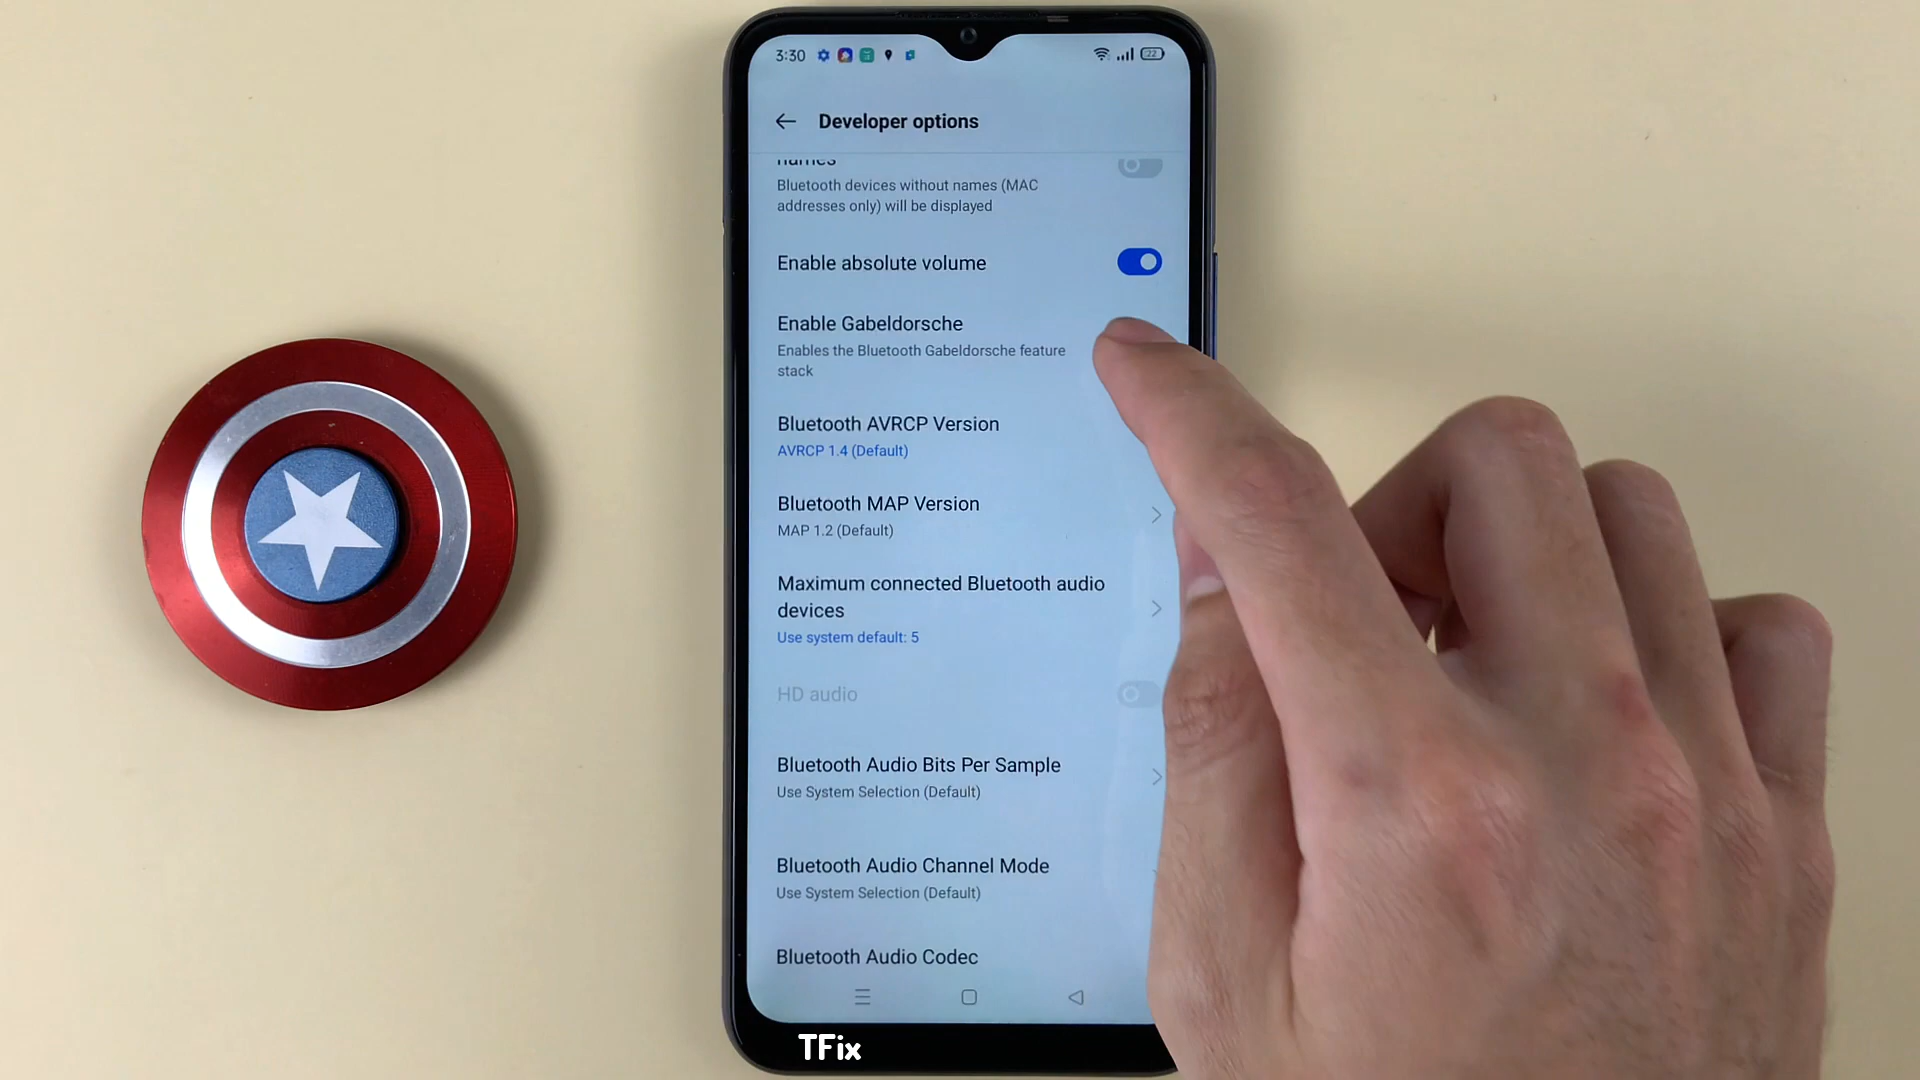 3:30
22
Developer options
names
Bluetooth devices without names (MAC
addresses only) will be displayed
Enable absolute volume
Enable Gabeldorsche
Enables the Bluetooth Gabeldorsche feature
stack
Bluetooth AVRCP Version
AVRCP 1.4 (Default)
Bluetooth MAP Version
MAP 1.2 (Default)
Maximum connected Bluetooth audio
devices
Use system default: 5
HD audio
Bluetooth Audio Bits Per Sample
Use System Selection (Default)
Bluetooth Audio Channel Mode
Use System Selection (Default)
Bluetooth Audio Codec
TFix